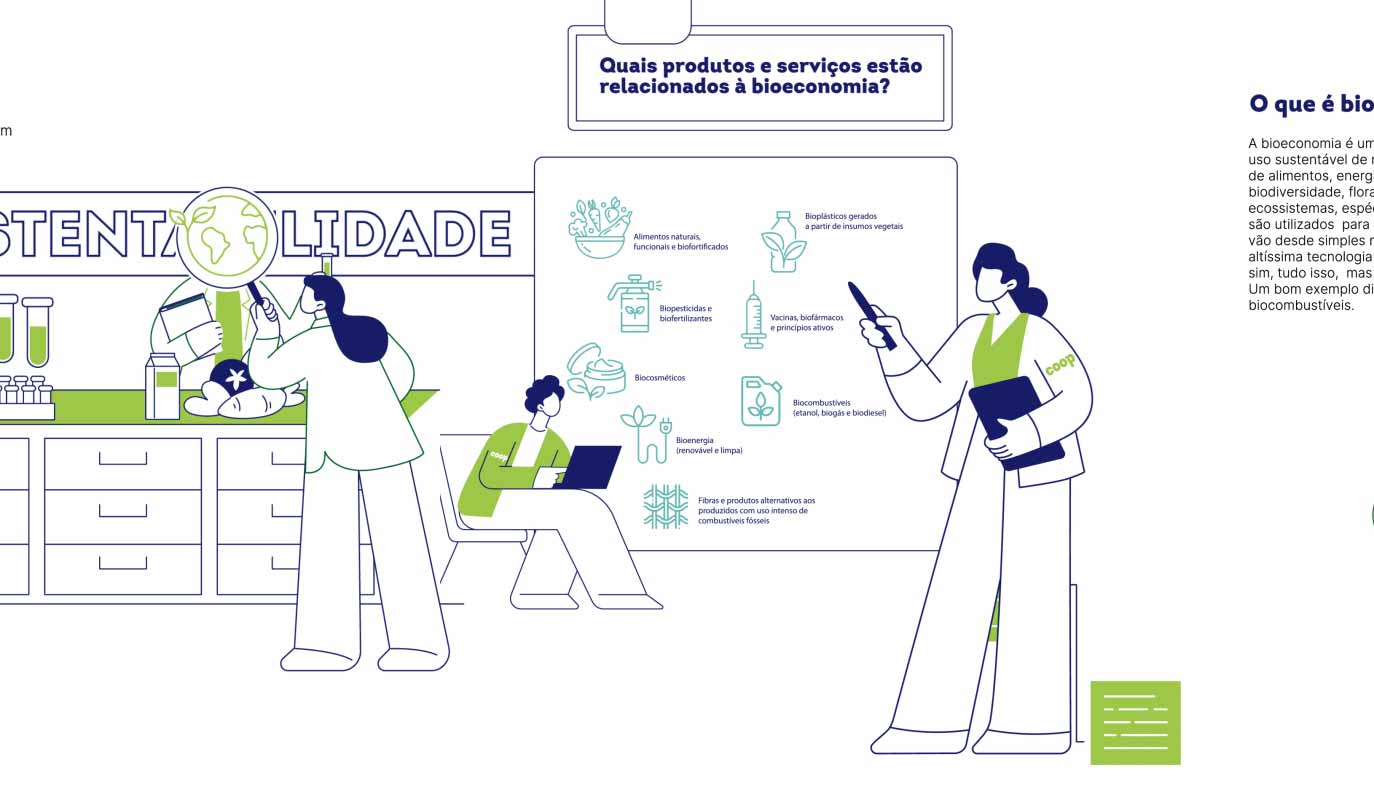 m
STENTA ILIDADE
Quais produtos e serviços estão
relacionados à bioeconomia?
Alimentos naturais,
funcionais e biofortificados
Bioplásticos gerados
a partir de insumos vegetais
Biopesticidas e
biofertilizantes
Vacinas, biofármacos
e princípios ativos
Biocosméticos
Biocombustíveis
(etanol, biogás e biodiesel)
Bioenergia
(renovável e limpa)
Fibras e produtos alternativos aos
produzidos com uso intenso de
combustíveis fósseis
coop
coop
O que é bio
A bioeconomia é um
uso sustentável de
de alimentos, energi
biodiversidade, flora
ecossistemas, espé
são utilizados para
vão desde simples
altíssima tecnologia
sim, tudo isso, mas
Um bom exemplo di
biocombustíveis.